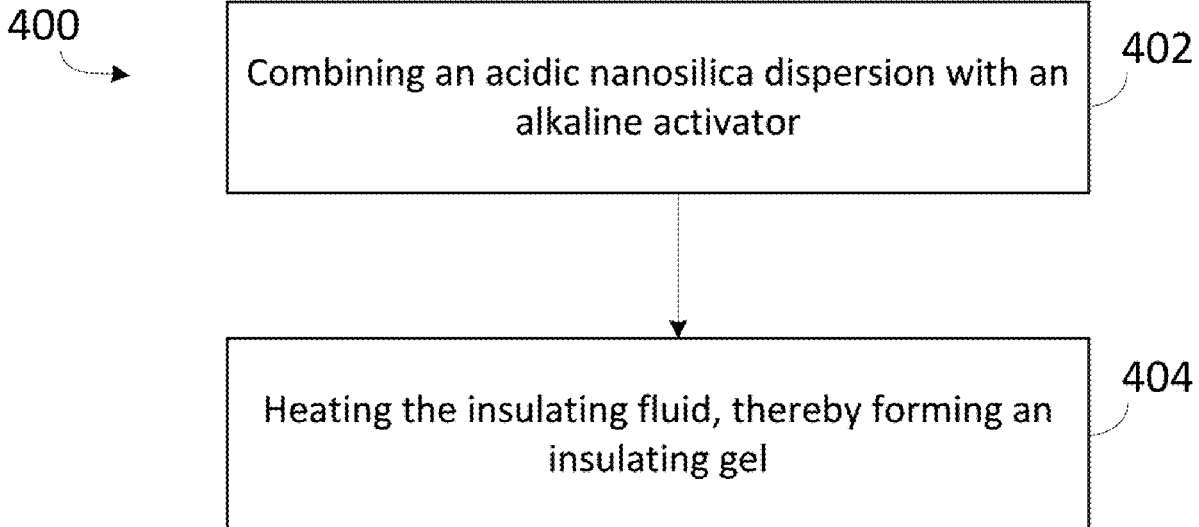 400
Combining an acidic nanosilica dispersion with an
alkaline activator
402
Heating the insulating fluid, thereby forming an
insulating gel
404